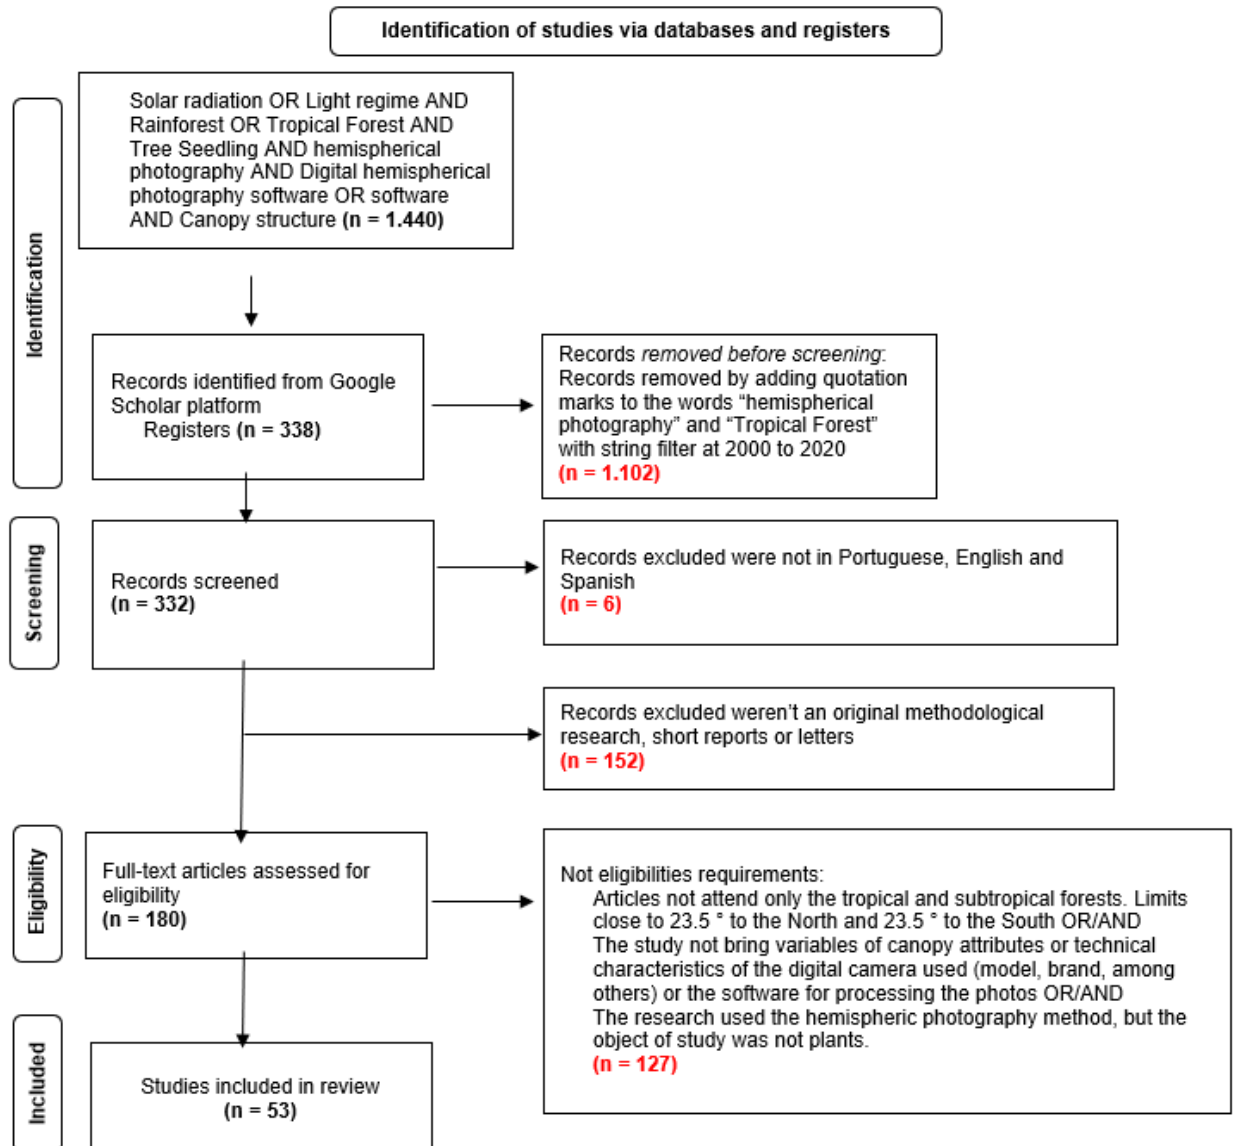 Identification of studies via databases and registers
Identification
Solar radiation OR Light regime AND
Rainforest OR Tropical Forest AND
Tree Seedling AND hemispherical
photography AND Digital hemispherical
photography software OR software
AND Canopy structure (n = 1.440)
Records identified from Google
Scholar platform
Registers (n = 338)
Records removed before screening:
Records removed by adding quotation
marks to the words “hemispherical
photography” and “Tropical Forest”
with string filter at 2000 to 2020
(n = 1.102)
Screening
Records screened
(n = 332)
Records excluded were not in Portuguese, English and
Spanish
(n = 6)
Records excluded weren’t an original methodological
research, short reports or letters
(n = 152)
Eligibility
Full-text articles assessed for
eligibility
(n = 180)
Not eligibilities requirements:
Articles not attend only the tropical and subtropical forests. Limits
close to 23.5 ° to the North and 23.5 ° to the South OR/AND
The study not bring variables of canopy attributes or technical
characteristics of the digital camera used (model, brand, among
others) or the software for processing the photos OR/AND
The research used the hemispheric photography method, but the
object of study was not plants.
(n = 127)
Included
Studies included in review
(n = 53)